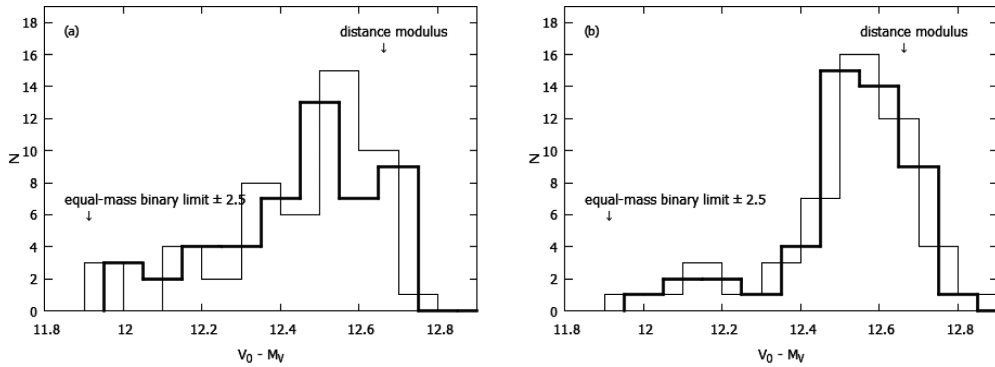 (a)
distance modulus
↓
equal-mass binary limit ± 2.5
↓
N
18
16
14
12
10
8
6
4
2
0
11.8 12 12.2 12.4 12.6 12.8
V0 - MV
(b)
distance modulus
↓
equal-mass binary limit ± 2.5
↓
N
18
16
14
12
10
8
6
4
2
0
11.8 12 12.2 12.4 12.6 12.8
V0 - MV